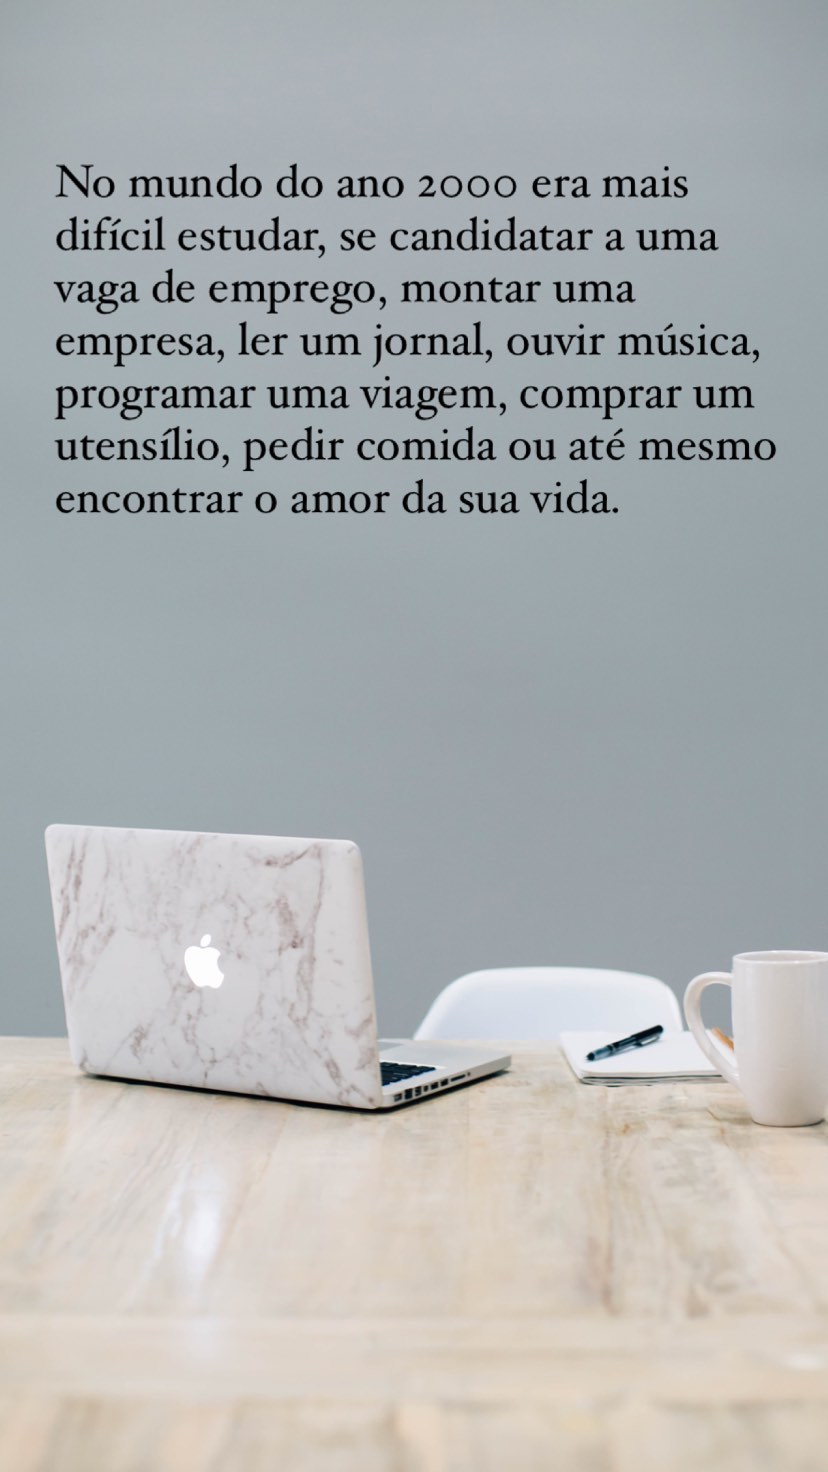 No mundo do ano 2000 era mais
difícil estudar, se candidatar a uma
vaga de emprego, montar uma
empresa, ler um jornal, ouvir música,
programar uma viagem, comprar um
utensílio, pedir comida ou até mesmo
encontrar o amor da sua vida.